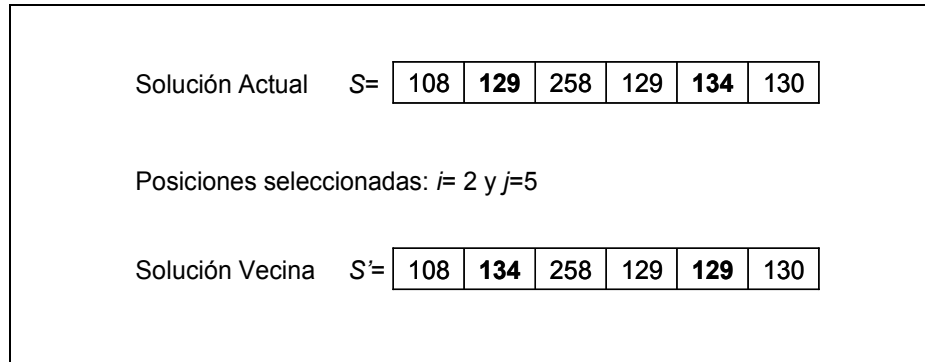 Solución Actual S= 108 129 258 129 134 130
Posiciones seleccionadas: i= 2 y j=5
Solución Vecina S'= 108 134 258 129 129 130